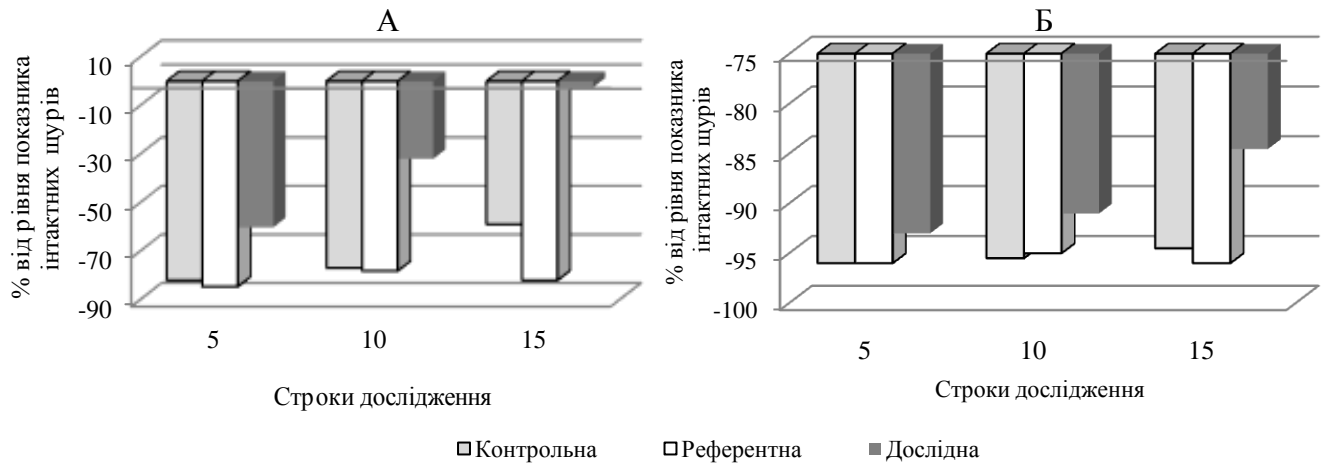 А
10
-10
-30
-50
-70
-90
% від рівня показника
інтактних щурів
5 10 15
Строки дослідження
Б
-75
-80
-85
-90
-95
-100
% від рівня показника
інтактних щурів
5 10 15
Строки дослідження
Контрольна Референтна Дослідна